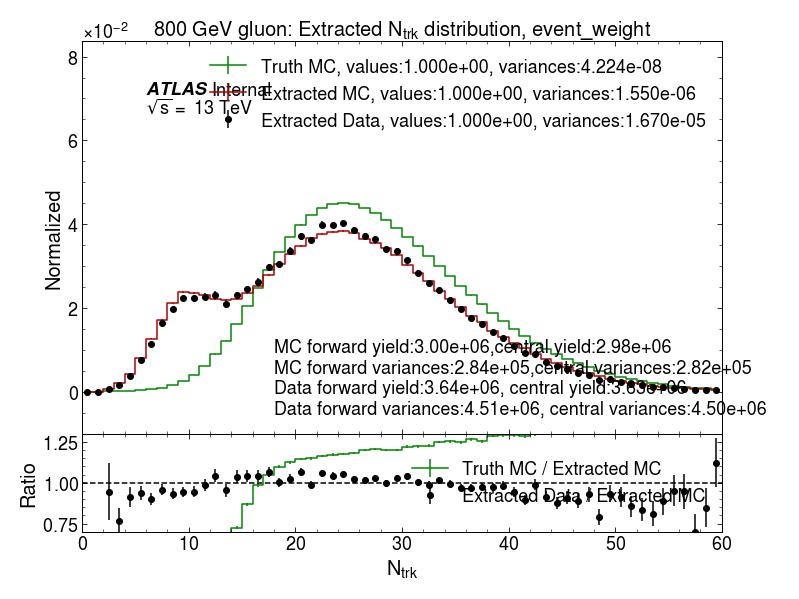 ×10⁻² 800 GeV gluon: Extracted Nₜᵣₖ distribution, event_weight
8
6
4
2
0
Normalized
Truth MC, values:1.000e+00, variances:4.224e-08
ATLAS Internal
Extracted MC, values:1.000e+00, variances:1.550e-06
√s = 13 TeV
Extracted Data, values:1.000e+00, variances:1.670e-05
MC forward yield:3.00e+06,central yield:2.98e+06
MC forward variances:2.84e+05,central variances:2.82e+05
Data forward yield:3.64e+06, central yield:3.63e+06
Data forward variances:4.51e+06, central variances:4.50e+06
1.25
1.00
0.75
Ratio
Truth MC / Extracted MC
Extracted Data / Extracted MC
0 10 20 30 40 50 60
Nₜᵣₖ